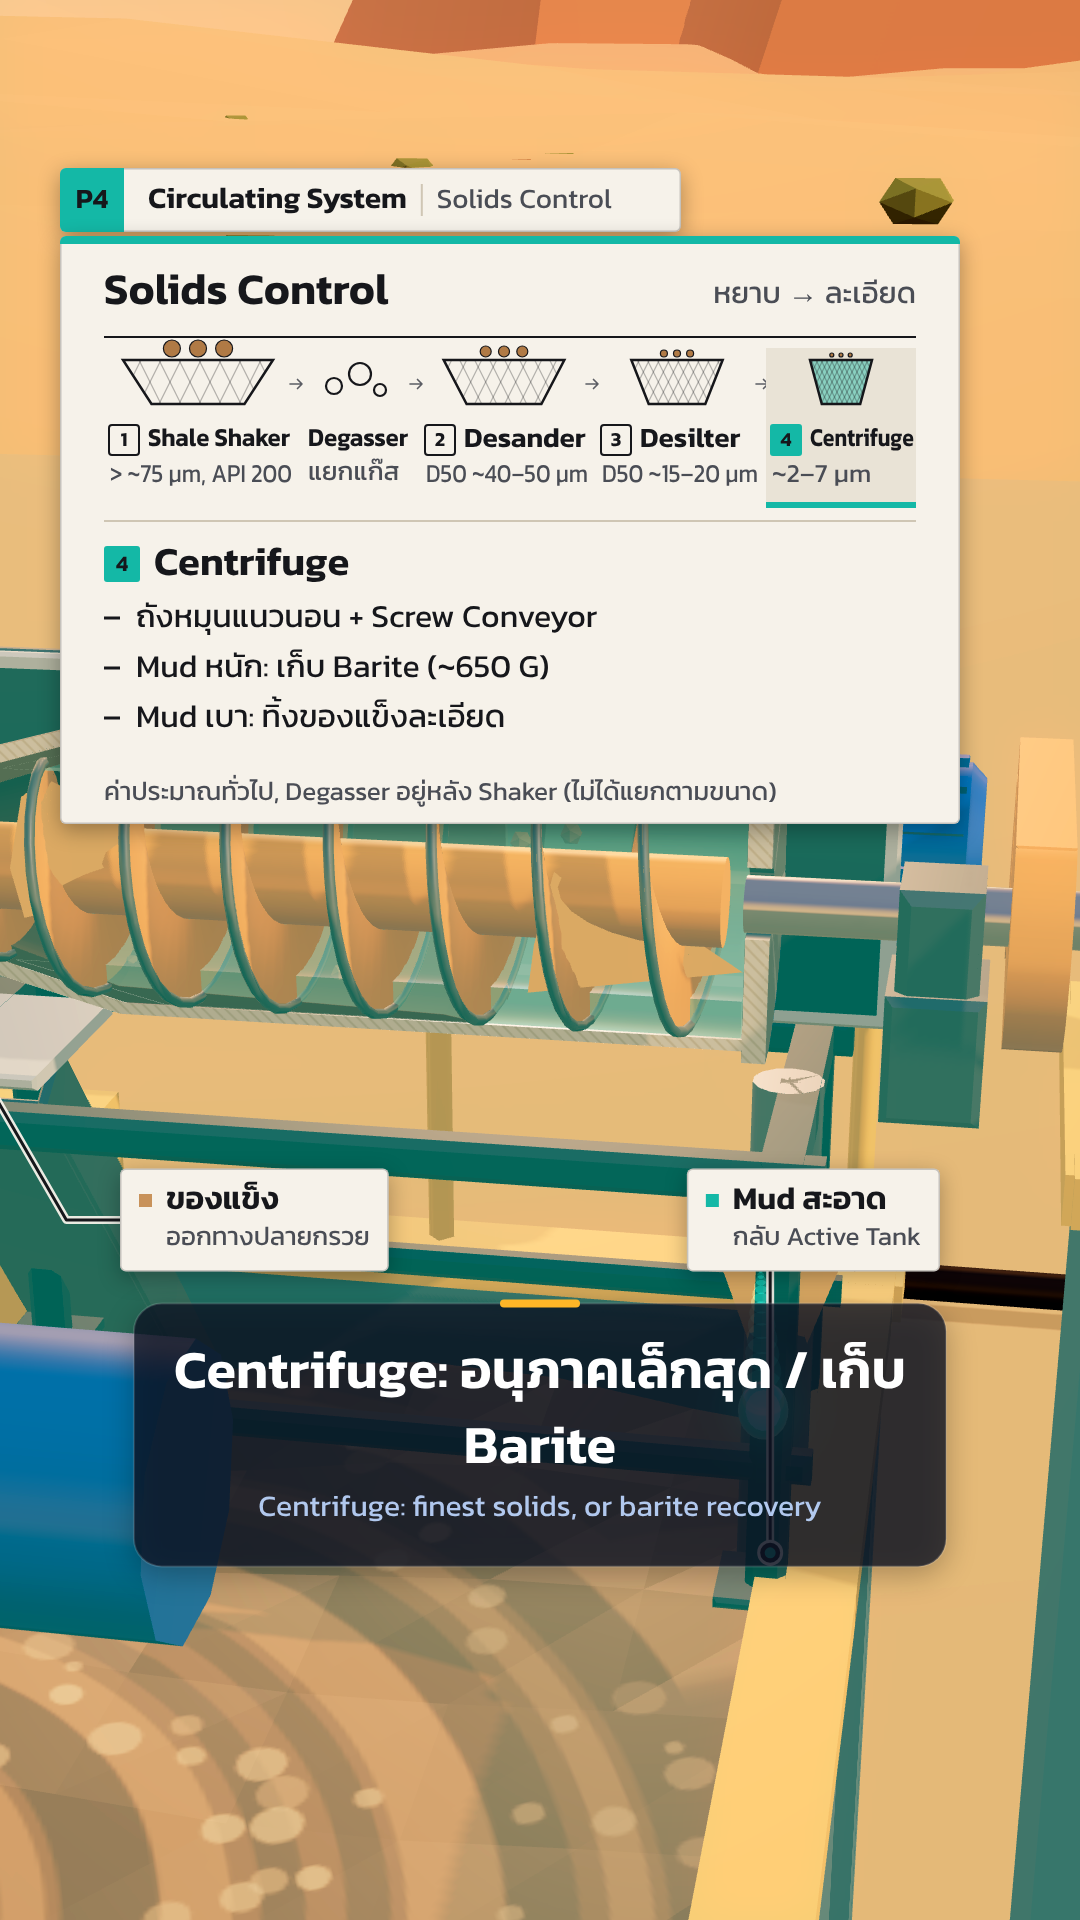 P4 Circulating System | Solids Control
Solids Control
หยาบ → ละเอียด
→ → → →
1 Shale Shaker
> ~75 µm, API 200
Degasser
แยกแก๊ส
2 Desander
D50 ~40–50 µm
3 Desilter
D50 ~15–20 µm
4 Centrifuge
~2–7 µm
4 Centrifuge
– ถังหมุนแนวนอน + Screw Conveyor
– Mud หนัก: เก็บ Barite (~650 G)
– Mud เบา: ทิ้งของแข็งละเอียด
ค่าประมาณทั่วไป, Degasser อยู่หลัง Shaker (ไม่ได้แยกตามขนาด)
ของแข็ง
ออกทางปลายกรวย
Mud สะอาด
กลับ Active Tank
Centrifuge: อนุภาคเล็กสุด / เก็บ
Barite
Centrifuge: finest solids, or barite recovery